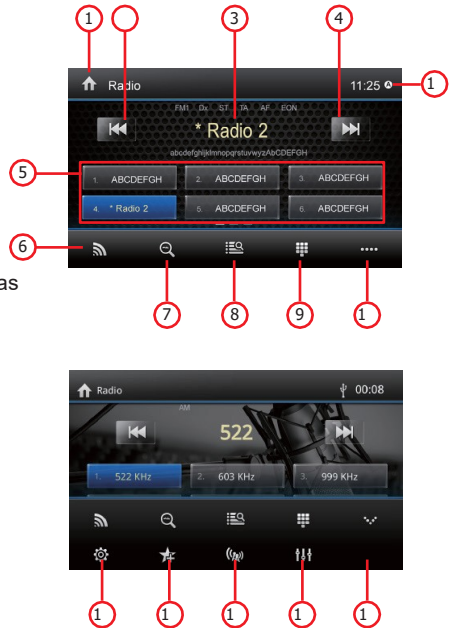 1 3 4
Radio 11:25 1
FM1 Dx ST TA AF EON
* Radio 2
abcdefghijklmnopqrstuvwyzAbCDEFGH
5
1. ABCDEFGH 2. ABCDEFGH 3. ABCDEFGH
4. * Radio 2 5. ABCDEFGH 6. ABCDEFGH
6
as
7 8 9 1
Radio 00:08
AM
522
1. 522 KHz 2. 603 KHz 3. 999 KHz
1 1 1 1 1